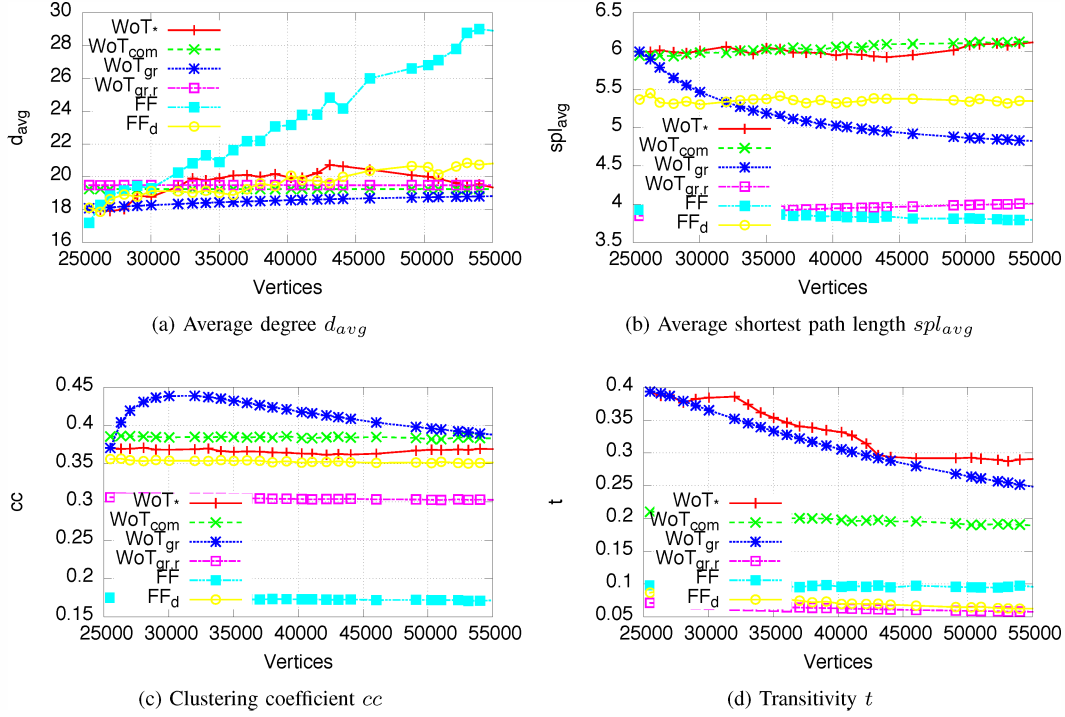 30
28
26
24
22
20
18
16
d_avg
WoT*
WoT_com
WoT_gr
WoT_gr,r
FF
FF_d
25000 30000 35000 40000 45000 50000 55000
Vertices
(a) Average degree d_avg
6.5
6
5.5
5
4.5
4
3.5
spl_avg
WoT*
WoT_com
WoT_gr
WoT_gr,r
FF
FF_d
25000 30000 35000 40000 45000 50000 55000
Vertices
(b) Average shortest path length spl_avg
0.45
0.4
0.35
0.3
0.25
0.2
0.15
cc
WoT*
WoT_com
WoT_gr
WoT_gr,r
FF
FF_d
25000 30000 35000 40000 45000 50000 55000
Vertices
(c) Clustering coefficient cc
0.4
0.35
0.3
0.25
0.2
0.15
0.1
0.05
t
WoT*
WoT_com
WoT_gr
WoT_gr,r
FF
FF_d
25000 30000 35000 40000 45000 50000 55000
Vertices
(d) Transitivity t